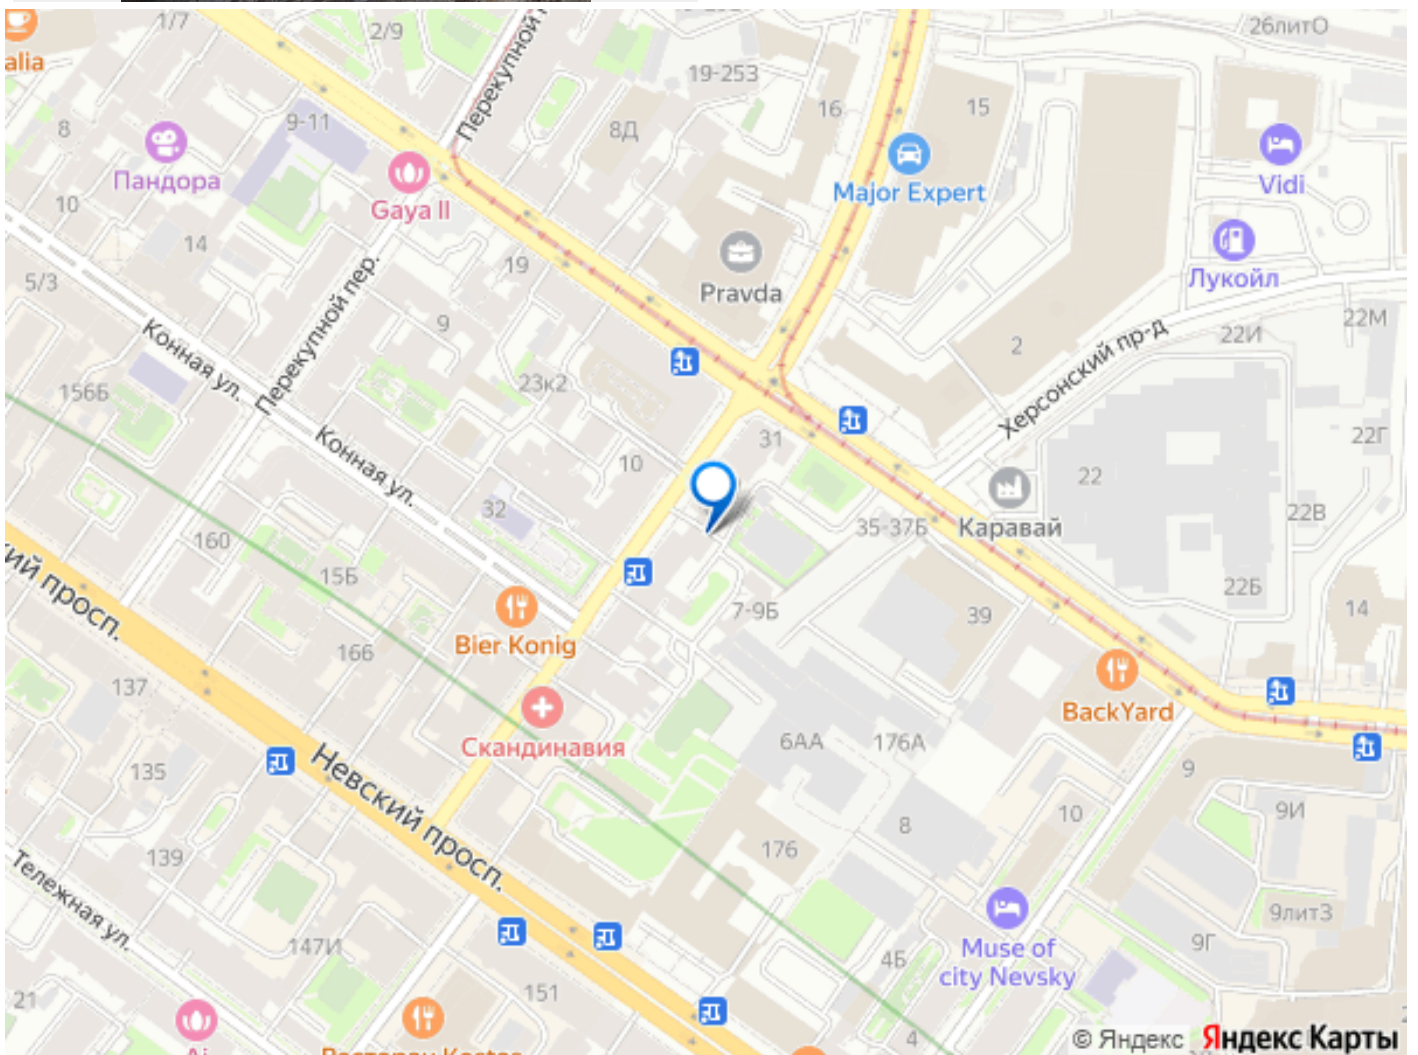 1/7
2/9
26литО
alia
19-253
16
15
8
9-11
8Д
Перекупной
Пандора
Gaya II
Major Expert
Vidi
10
14
19
Pravda
Лукойл
5/3
Перекупной пер.
9
22И
22М
Конная ул.
2
Херсонский пр-д
156Б
23к2
31
22Г
Конная ул.
10
22
32
Каравай
22В
35-37Б
160
15Б
22Б
14
7-9Б
39
Bier Konig
166
кий просп.
137
BackYard
Скандинавия
6АА
176А
135
Невский просп.
9
8
10
9И
139
176
Тележная ул.
147И
9лит3
9Г
Muse of
city Nevsky
4Б
21
151
4
© Яндекс Яндекс Карты
Ресторан Kostas